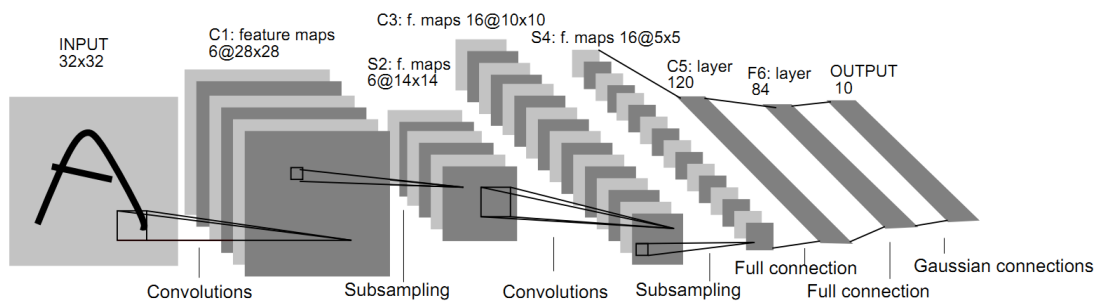 INPUT
32x32
C1: feature maps
6@28x28
S2: f. maps
6@14x14
C3: f. maps 16@10x10
S4: f. maps 16@5x5
C5: layer
120
F6: layer
84
OUTPUT
10
Convolutions
Subsampling
Convolutions
Subsampling
Full connection
Full connection
Gaussian connections